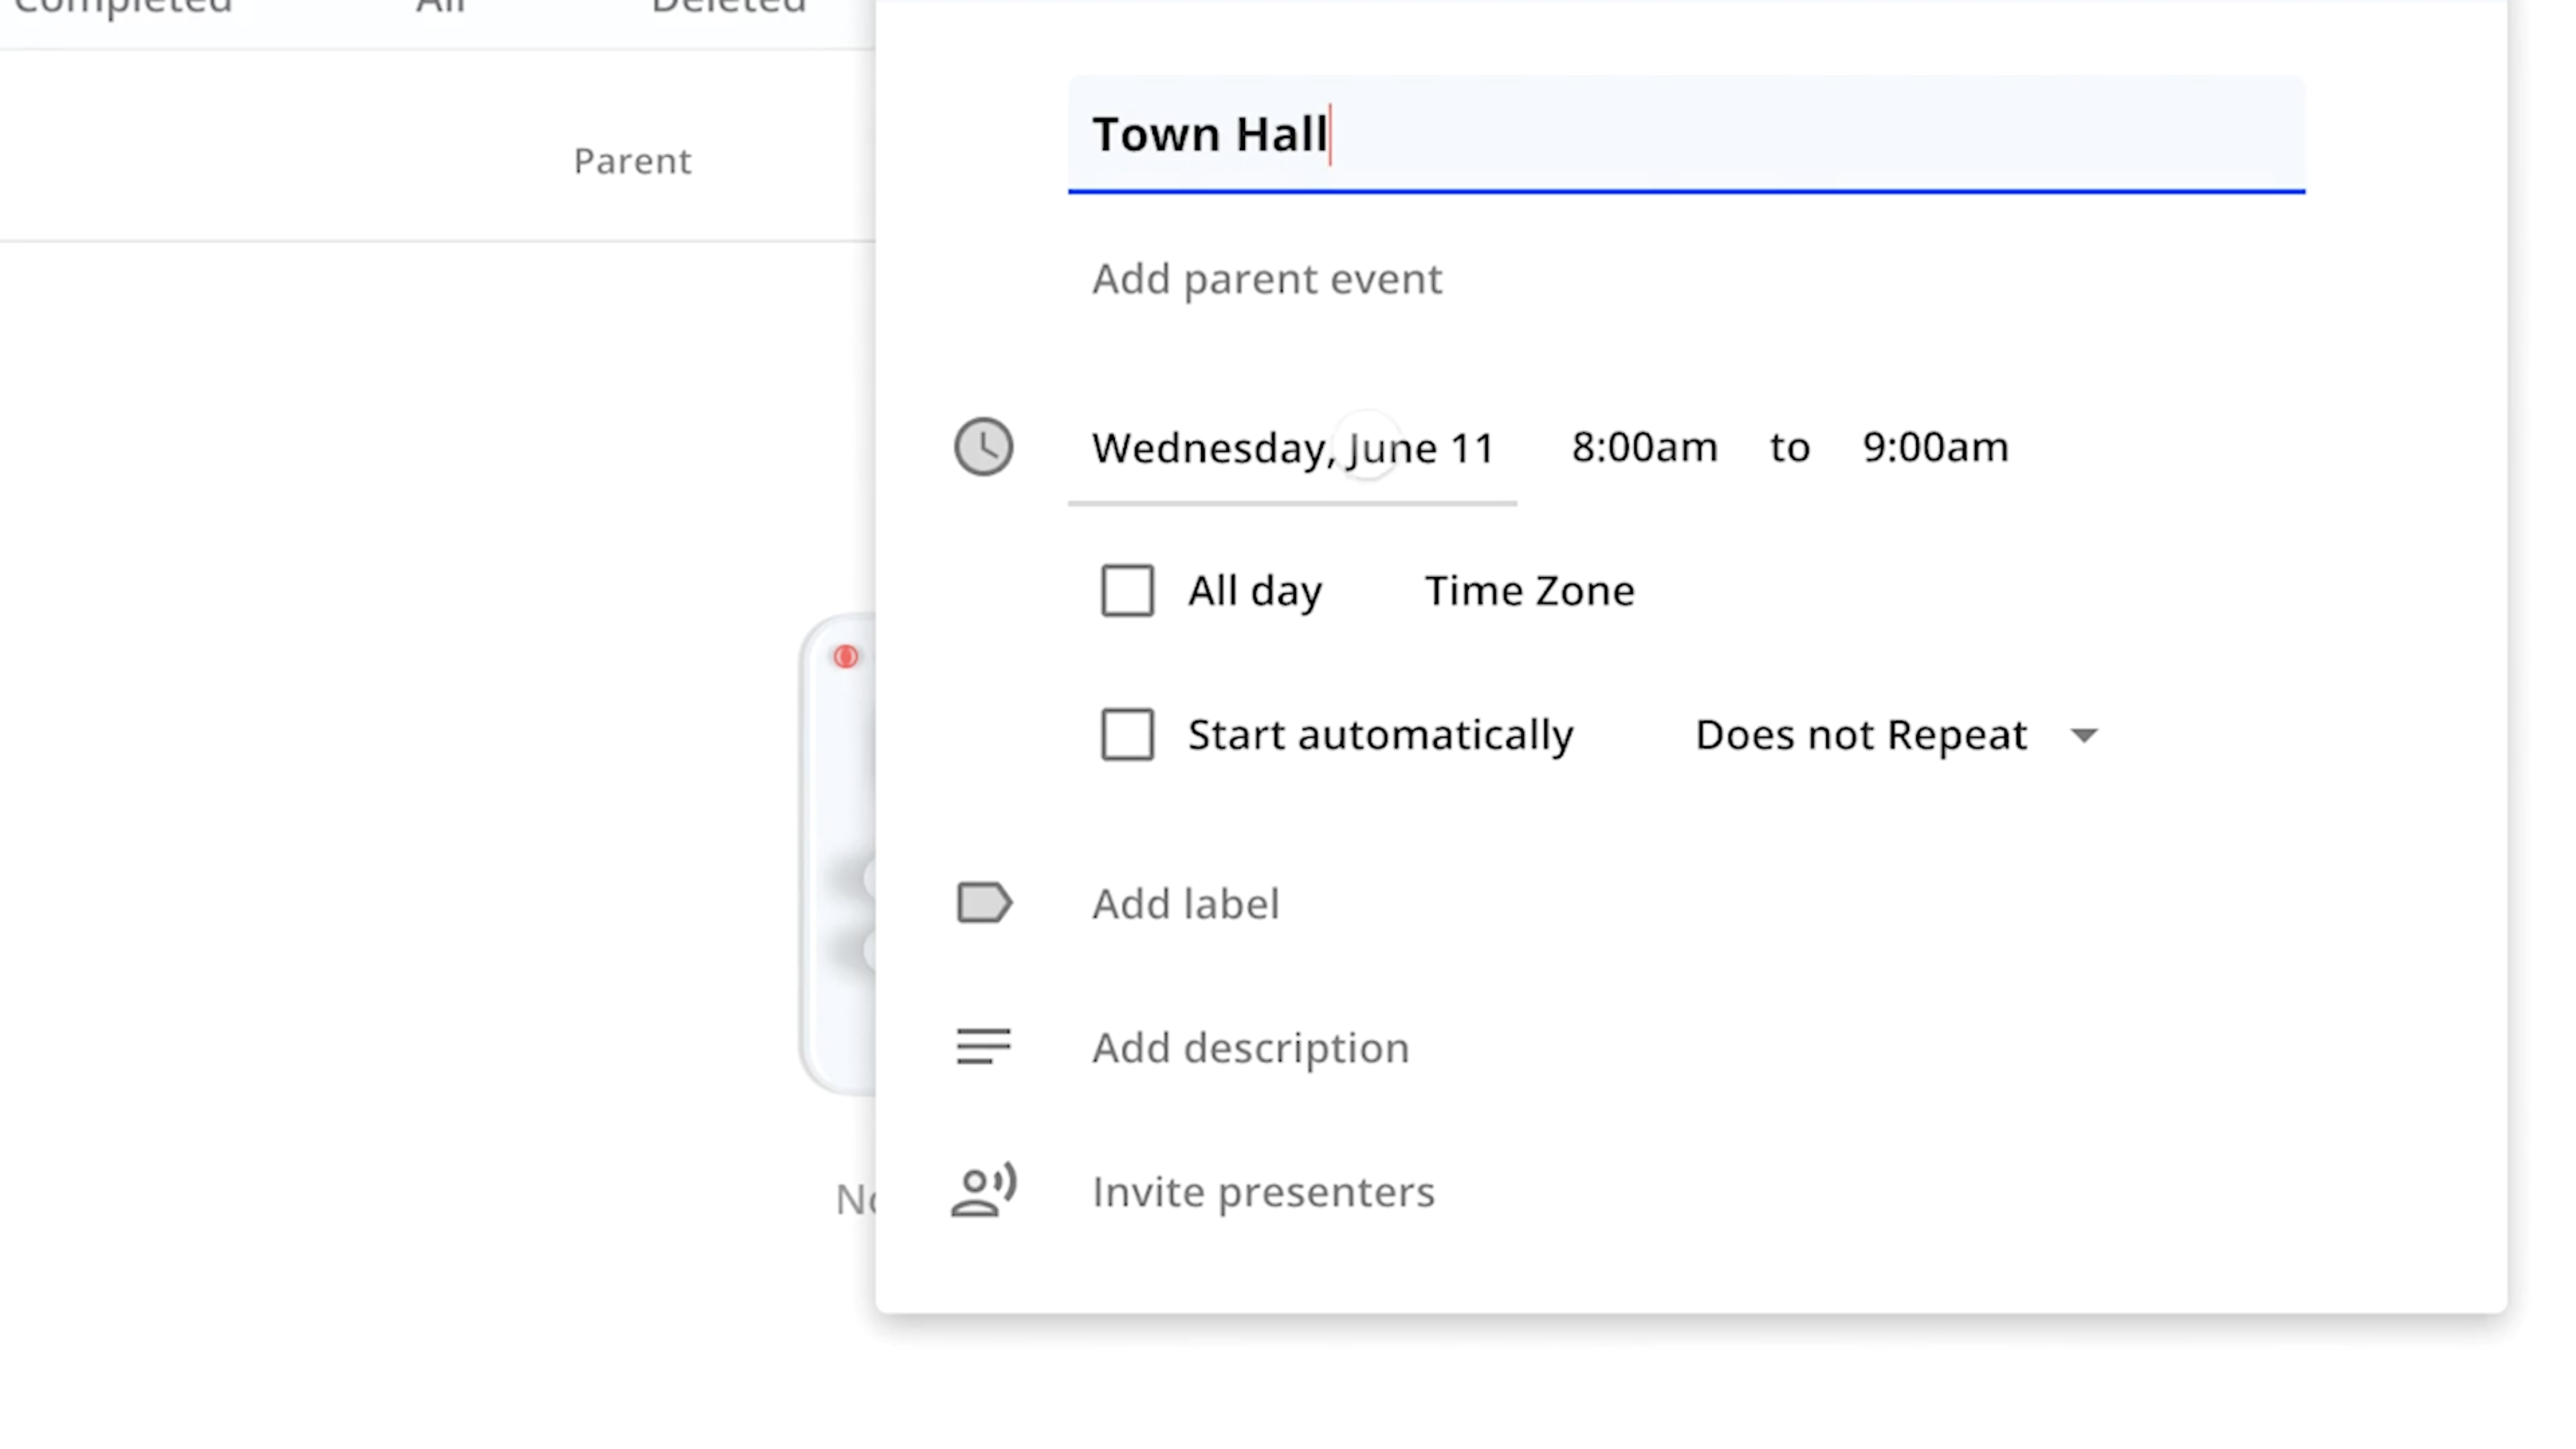 Completed All Deleted
Parent
Town Hall
Add parent event
Wednesday, June 11 8:00am to 9:00am
All day Time Zone
Start automatically Does not Repeat
Add label
Add description
Invite presenters